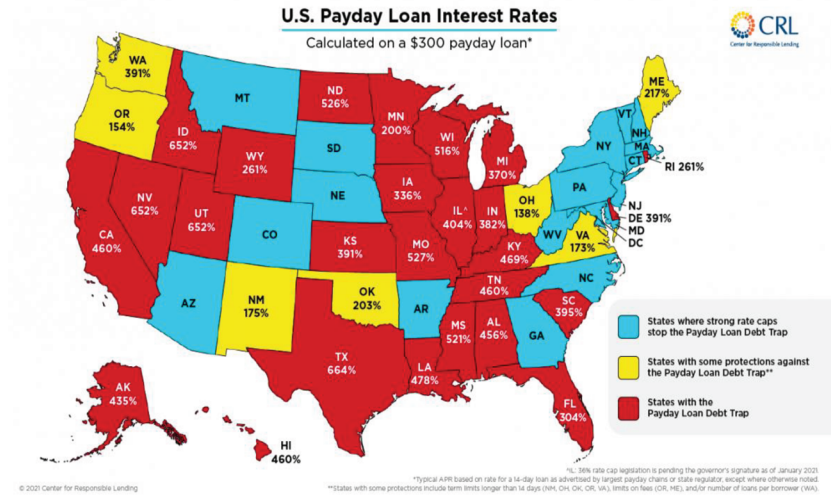 U.S. Payday Loan Interest Rates
Calculated on a $300 payday loan*
CRL
Center for Responsible Lending
WA
391%
OR
154%
MT
ID
652%
ND
526%
MN
200%
WI
516%
MI
370%
ME
217%
VT
NH
NY
MA
CT
RI 261%
WY
261%
SD
NE
IA
336%
IL^
404%
IN
382%
OH
138%
PA
NJ
DE 391%
MD
DC
CA
460%
NV
652%
UT
652%
CO
KS
391%
MO
527%
KY
469%
WV
VA
173%
AZ
NM
175%
OK
203%
AR
TN
460%
NC
SC
395%
TX
664%
LA
478%
MS
521%
AL
456%
GA
FL
304%
AK
435%
HI
460%
States where strong rate caps
stop the Payday Loan Debt Trap
States with some protections against
the Payday Loan Debt Trap**
States with the
Payday Loan Debt Trap
^IL: 36% rate cap legislation is pending the governor's signature as of January 2021.
*Typical APR based on rate for a 14-day loan as advertised by largest payday chains or state regulator, except where otherwise noted.
**States with some protections include term limits longer than 14 days (NM, OH, OK, OR, VA), limits on fees (OR, ME), and/or number of loans per borrower (WA).
© 2021 Center for Responsible Lending